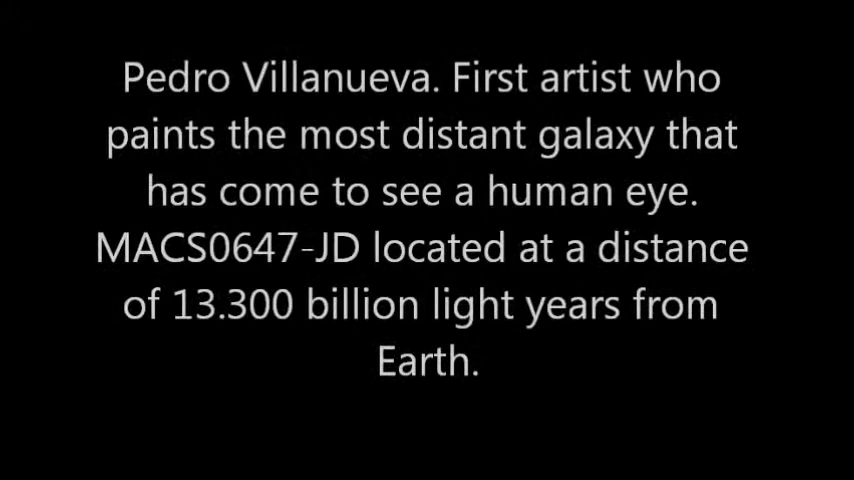 Pedro Villanueva. First artist who
paints the most distant galaxy that
has come to see a human eye.
MACS0647-JD located at a distance
of 13.300 billion light years from
Earth.